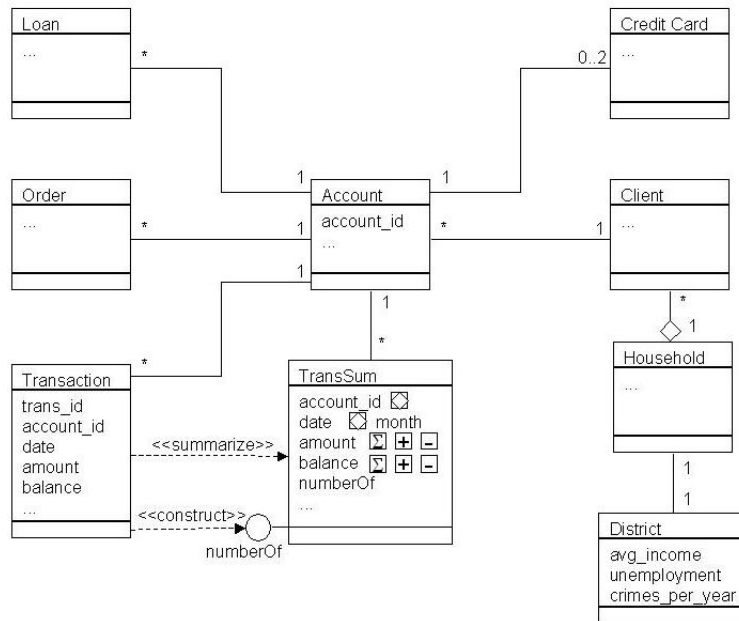 Loan
...
*
Credit Card
...
0..2
Order
...
*
1
1
1
Account
account_id
...
1
*
1
Client
...
1
*
*
1
Household
...
1
1
District
avg_income
unemployment
crimes_per_year
*
Transaction
trans_id
account_id
date
amount
balance
...
<<summarize>>
<<construct>>
numberOf
TransSum
account_id
date month
amount Σ + -
balance Σ + -
numberOf
...